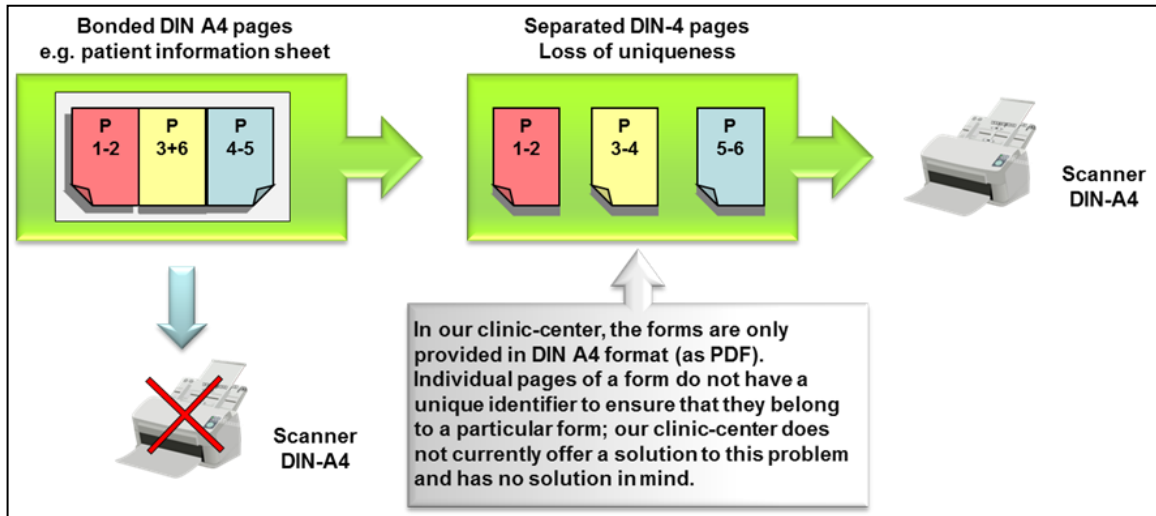 Bonded DIN A4 pages
e.g. patient information sheet
P
1-2
P
3+6
P
4-5
Separated DIN-4 pages
Loss of uniqueness
P
1-2
P
3-4
P
5-6
Scanner
DIN-A4
Scanner
DIN-A4
In our clinic-center, the forms are only
provided in DIN A4 format (as PDF).
Individual pages of a form do not have a
unique identifier to ensure that they belong
to a particular form; our clinic-center does
not currently offer a solution to this problem
and has no solution in mind.